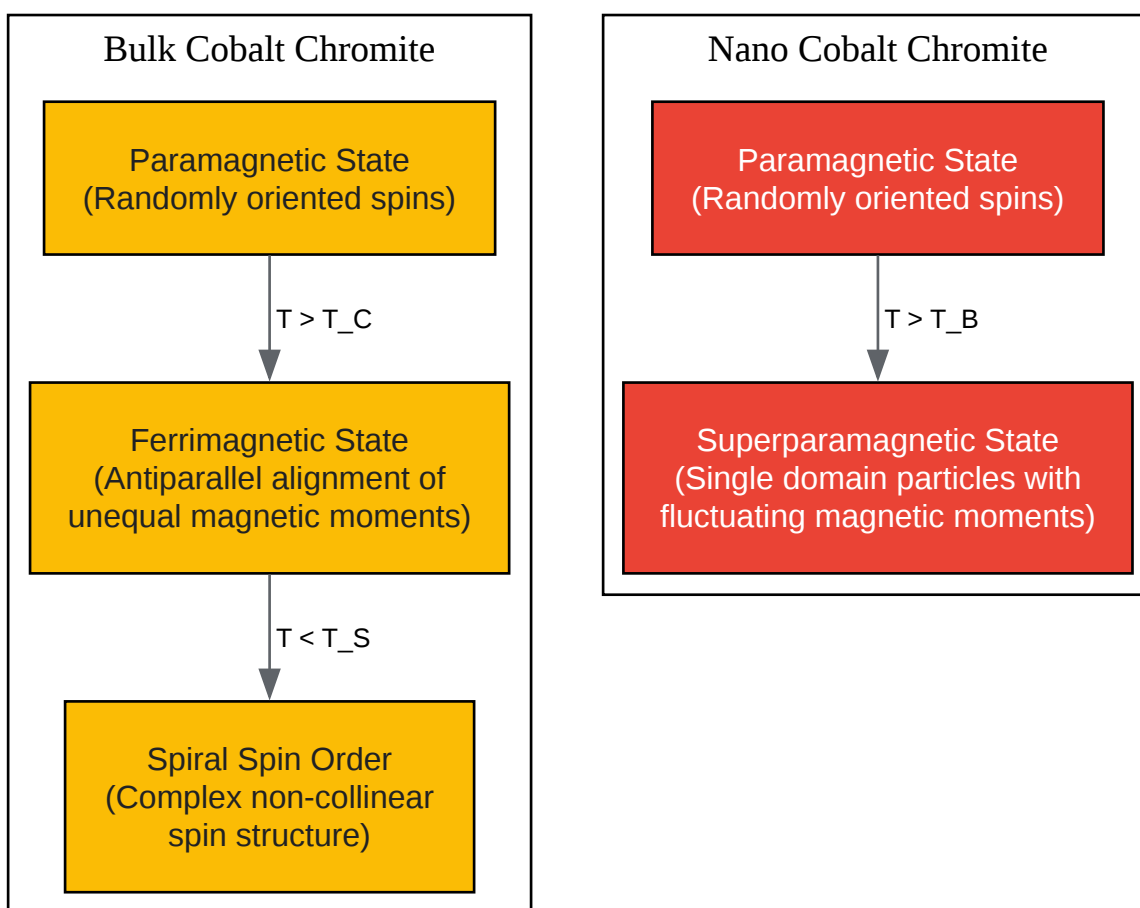 Bulk Cobalt Chromite
Paramagnetic State
(Randomly oriented spins)
T > T_C
Ferrimagnetic State
(Antiparallel alignment of
unequal magnetic moments)
T < T_S
Spiral Spin Order
(Complex non-collinear
spin structure)
Nano Cobalt Chromite
Paramagnetic State
(Randomly oriented spins)
T > T_B
Superparamagnetic State
(Single domain particles with
fluctuating magnetic moments)